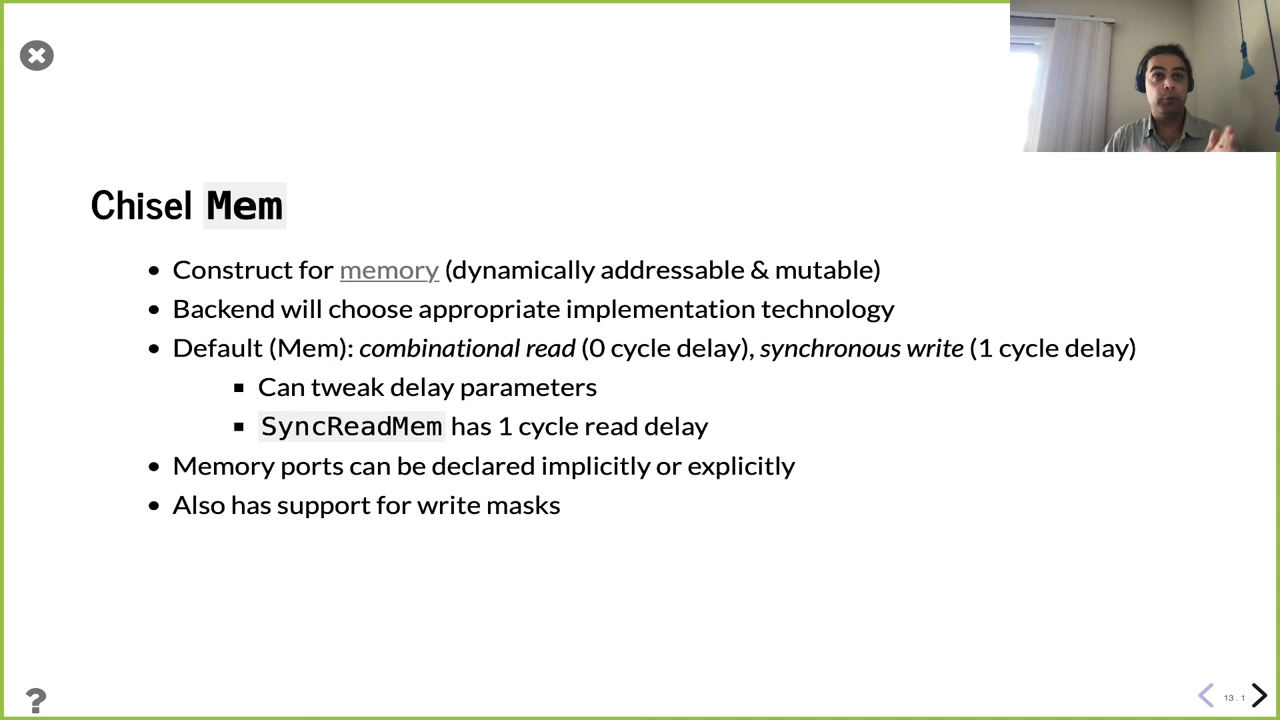 Chisel Mem
• Construct for memory (dynamically addressable & mutable)
• Backend will choose appropriate implementation technology
• Default (Mem): combinational read (0 cycle delay), synchronous write (1 cycle delay)
▪ Can tweak delay parameters
▪ SyncReadMem has 1 cycle read delay
• Memory ports can be declared implicitly or explicitly
• Also has support for write masks
?
13 . 1